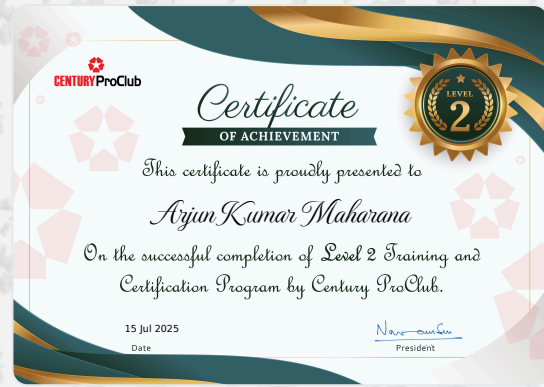 CENTURY ProClub
LEVEL
2
Certificate
OF ACHIEVEMENT
This certificate is proudly presented to
Arjun Kumar Maharana
On the successful completion of Level 2 Training and
Certification Program by Century ProClub.
15 Jul 2025
Date
President